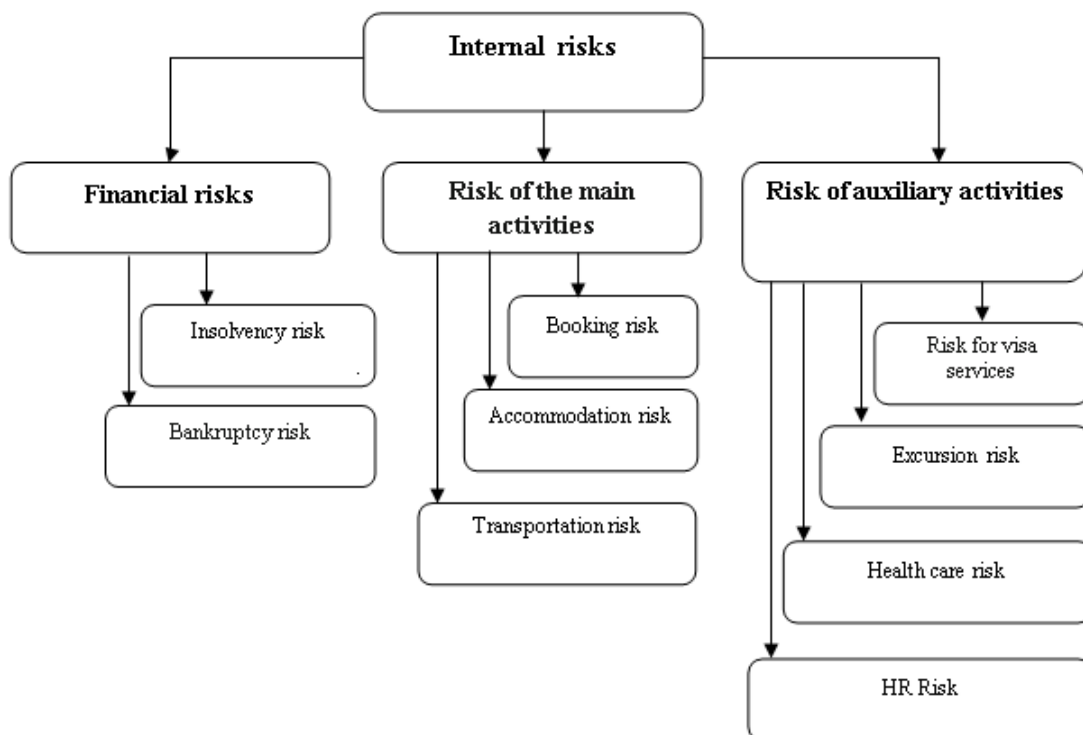 Internal risks
Financial risks
Risk of the main
activities
Risk of auxiliary activities
Insolvency risk
.
Bankruptcy risk
Booking risk
Accommodation risk
Transportation risk
Risk for visa
services
Excursion risk
Health care risk
HR Risk